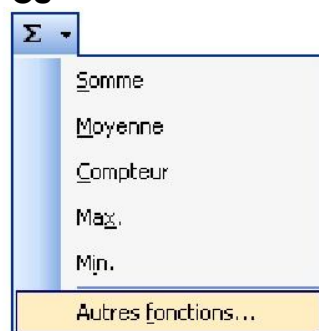 Σ
Somme
Moyenne
Compteur
Max.
Min.
Autres fonctions...